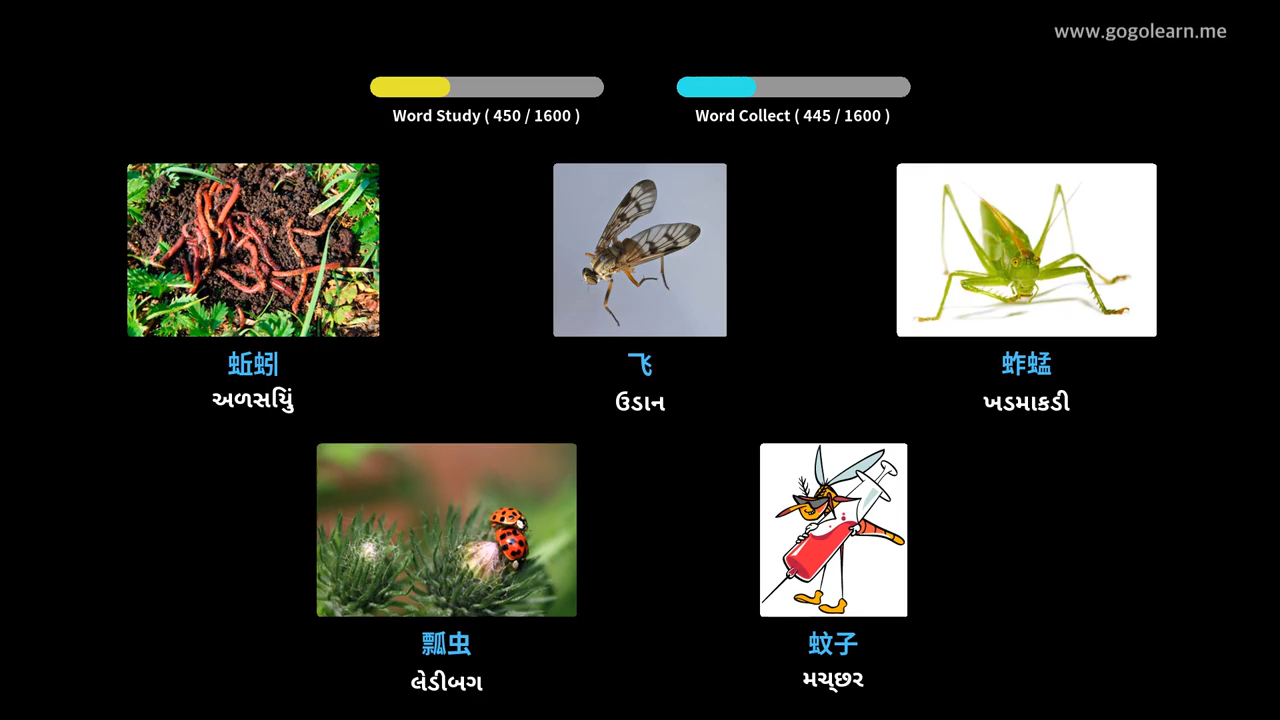 www.gogolearn.me
Word Study ( 450 / 1600 )
Word Collect ( 445 / 1600 )
蚯蚓
અળસિયું
飞
ઉડાન
蚱蜢
ખડમાકડી
瓢虫
લેડીબગ
蚊子
મચ્છર